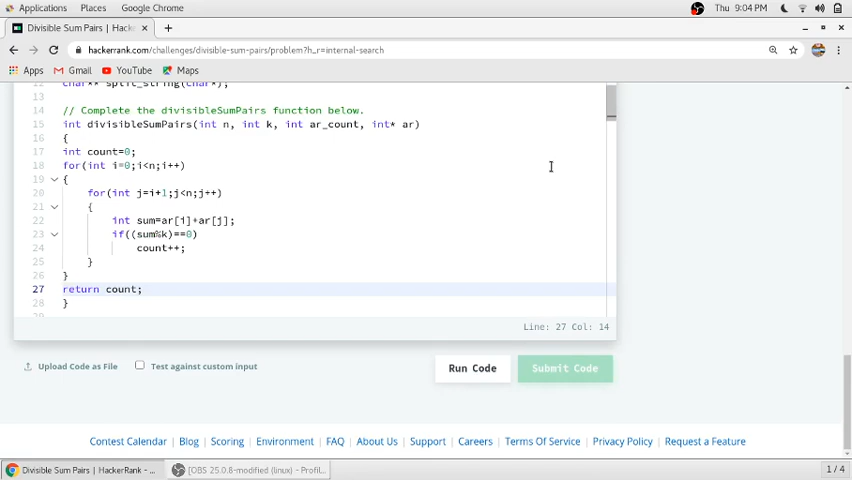 Applications Places Google Chrome Thu 9:04 PM
Divisible Sum Pairs | Hacker
hackerrank.com/challenges/divisible-sum-pairs/problem?h_r=internal-search
Apps Gmail YouTube Maps
12 char** split_string(char*);
13
14 // Complete the divisibleSumPairs function below.
15 int divisibleSumPairs(int n, int k, int ar_count, int* ar)
16 {
17 int count=0;
18 for(int i=0;i<n;i++)
19 {
20 for(int j=i+1;j<n;j++)
21 {
22 int sum=ar[i]+ar[j];
23 if((sum%k)==0)
24 count++;
25 }
26 }
27 return count;
28 }
29
Line: 27 Col: 14
Upload Code as File Test against custom input Run Code Submit Code
Contest Calendar | Blog | Scoring | Environment | FAQ | About Us | Support | Careers | Terms Of Service | Privacy Policy | Request a Feature
Divisible Sum Pairs | HackerRank - ... [OBS 25.0.8-modified (linux) - Profil... 1 / 4